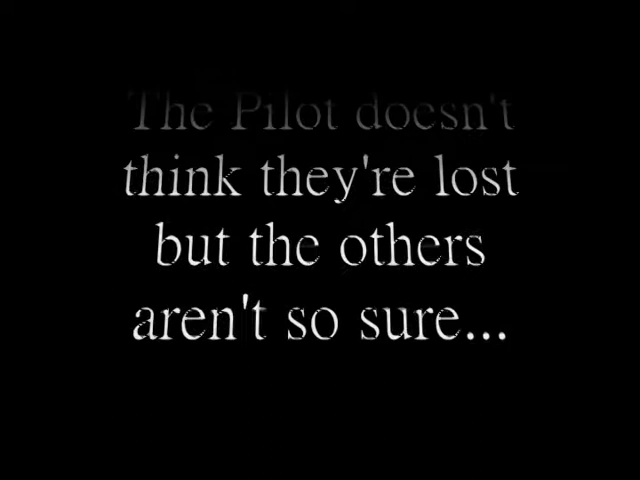 The Pilot doesn't
think they're lost
but the others
aren't so sure...